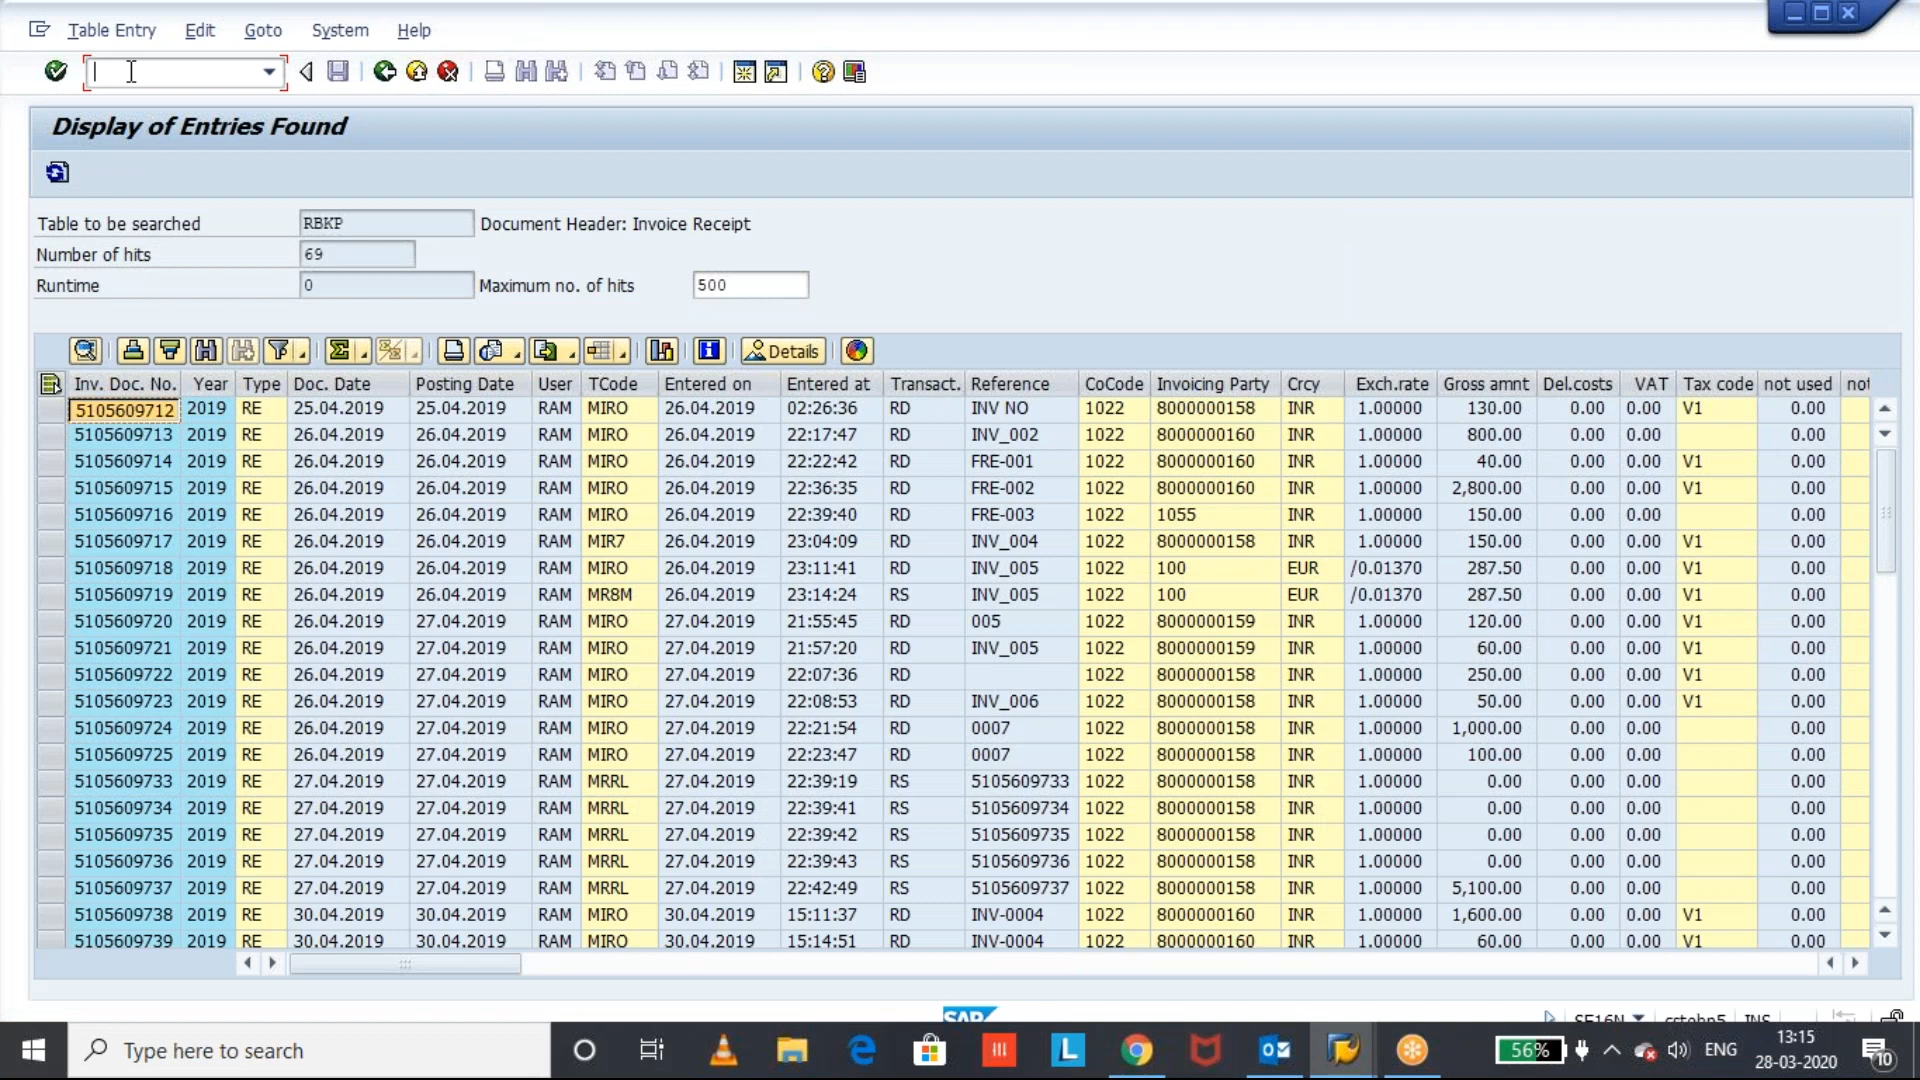 Table Entry Edit Goto System Help
Display of Entries Found
Table to be searched RBKP Document Header: Invoice Receipt
Number of hits 69
Runtime 0 Maximum no. of hits 500
Details
Inv. Doc. No. Year Type Doc. Date Posting Date User TCode Entered on Entered at Transact. Reference CoCode Invoicing Party Crcy Exch.rate Gross amnt Del.costs VAT Tax code not used not
5105609712 2019 RE 25.04.2019 25.04.2019 RAM MIRO 26.04.2019 02:26:36 RD INV NO 1022 8000000158 INR 1.00000 130.00 0.00 0.00 V1 0.00
5105609713 2019 RE 26.04.2019 26.04.2019 RAM MIRO 26.04.2019 22:17:47 RD INV_002 1022 8000000160 INR 1.00000 800.00 0.00 0.00 0.00
5105609714 2019 RE 26.04.2019 26.04.2019 RAM MIRO 26.04.2019 22:22:42 RD FRE-001 1022 8000000160 INR 1.00000 40.00 0.00 0.00 V1 0.00
5105609715 2019 RE 26.04.2019 26.04.2019 RAM MIRO 26.04.2019 22:36:35 RD FRE-002 1022 8000000160 INR 1.00000 2,800.00 0.00 0.00 V1 0.00
5105609716 2019 RE 26.04.2019 26.04.2019 RAM MIRO 26.04.2019 22:39:40 RD FRE-003 1022 1055 INR 1.00000 150.00 0.00 0.00 0.00
5105609717 2019 RE 26.04.2019 26.04.2019 RAM MIR7 26.04.2019 23:04:09 RD INV_004 1022 8000000158 INR 1.00000 150.00 0.00 0.00 V1 0.00
5105609718 2019 RE 26.04.2019 26.04.2019 RAM MIRO 26.04.2019 23:11:41 RD INV_005 1022 100 EUR /0.01370 287.50 0.00 0.00 V1 0.00
5105609719 2019 RE 26.04.2019 26.04.2019 RAM MR8M 26.04.2019 23:14:24 RS INV_005 1022 100 EUR /0.01370 287.50 0.00 0.00 V1 0.00
5105609720 2019 RE 26.04.2019 27.04.2019 RAM MIRO 27.04.2019 21:55:45 RD 005 1022 8000000159 INR 1.00000 120.00 0.00 0.00 V1 0.00
5105609721 2019 RE 26.04.2019 27.04.2019 RAM MIRO 27.04.2019 21:57:20 RD INV_005 1022 8000000159 INR 1.00000 60.00 0.00 0.00 V1 0.00
5105609722 2019 RE 26.04.2019 27.04.2019 RAM MIRO 27.04.2019 22:07:36 RD 1022 8000000158 INR 1.00000 250.00 0.00 0.00 V1 0.00
5105609723 2019 RE 26.04.2019 27.04.2019 RAM MIRO 27.04.2019 22:08:53 RD INV_006 1022 8000000158 INR 1.00000 50.00 0.00 0.00 V1 0.00
5105609724 2019 RE 26.04.2019 27.04.2019 RAM MIRO 27.04.2019 22:21:54 RD 0007 1022 8000000158 INR 1.00000 1,000.00 0.00 0.00 0.00
5105609725 2019 RE 26.04.2019 27.04.2019 RAM MIRO 27.04.2019 22:23:47 RD 0007 1022 8000000158 INR 1.00000 100.00 0.00 0.00 0.00
5105609733 2019 RE 27.04.2019 27.04.2019 RAM MRRL 27.04.2019 22:39:19 RS 5105609733 1022 8000000158 INR 1.00000 0.00 0.00 0.00 0.00
5105609734 2019 RE 27.04.2019 27.04.2019 RAM MRRL 27.04.2019 22:39:41 RS 5105609734 1022 8000000158 INR 1.00000 0.00 0.00 0.00 0.00
5105609735 2019 RE 27.04.2019 27.04.2019 RAM MRRL 27.04.2019 22:39:42 RS 5105609735 1022 8000000158 INR 1.00000 0.00 0.00 0.00 0.00
5105609736 2019 RE 27.04.2019 27.04.2019 RAM MRRL 27.04.2019 22:39:43 RS 5105609736 1022 8000000158 INR 1.00000 0.00 0.00 0.00 0.00
5105609737 2019 RE 27.04.2019 27.04.2019 RAM MRRL 27.04.2019 22:42:49 RS 5105609737 1022 8000000158 INR 1.00000 5,100.00 0.00 0.00 0.00
5105609738 2019 RE 30.04.2019 30.04.2019 RAM MIRO 30.04.2019 15:11:37 RD INV-0004 1022 8000000160 INR 1.00000 1,600.00 0.00 0.00 V1 0.00
5105609739 2019 RE 30.04.2019 30.04.2019 RAM MIRO 30.04.2019 15:14:51 RD INV-0004 1022 8000000160 INR 1.00000 60.00 0.00 0.00 V1 0.00
SAP SE16N INS
Type here to search L 56% ENG 13:15
28-03-2020 10